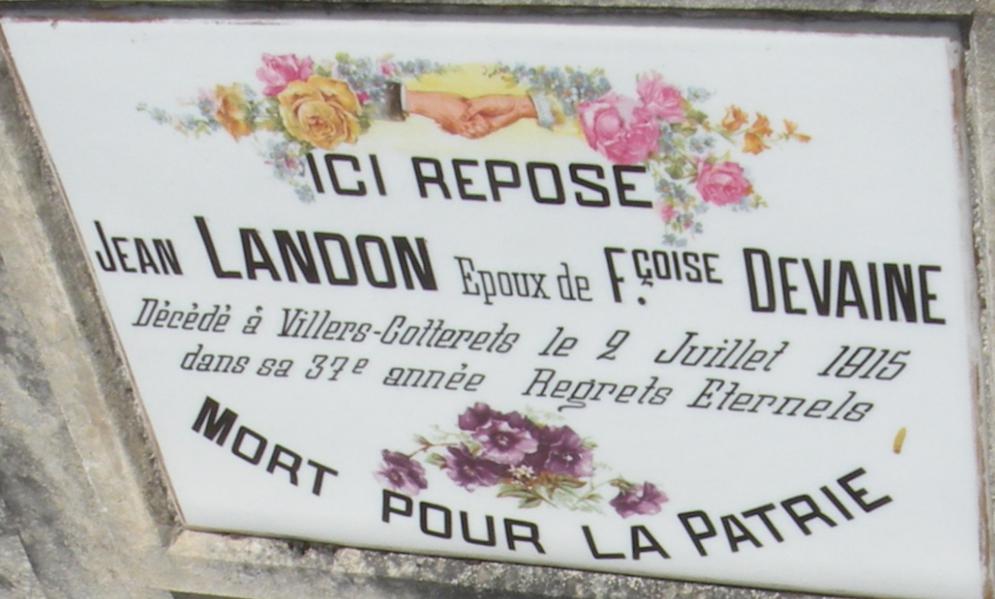 ICI REPOSE
JEAN LANDON Epoux de F.çOISE DEVAINE
Décédé à Villers-Cotterets le 2 Juillet 1915
dans sa 37e année Regrets Eternels
MORT POUR LA PATRIE